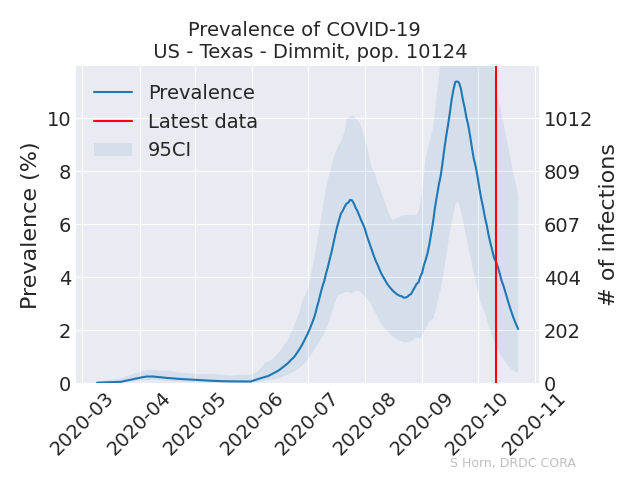 Prevalence of COVID-19
US - Texas - Dimmit, pop. 10124
Prevalence
Latest data
95CI
Prevalence (%)
10
8
6
4
2
0
1012
809
607
404
202
0
# of infections
2020-03
2020-04
2020-05
2020-06
2020-07
2020-08
2020-09
2020-10
2020-11
S Horn, DRDC CORA